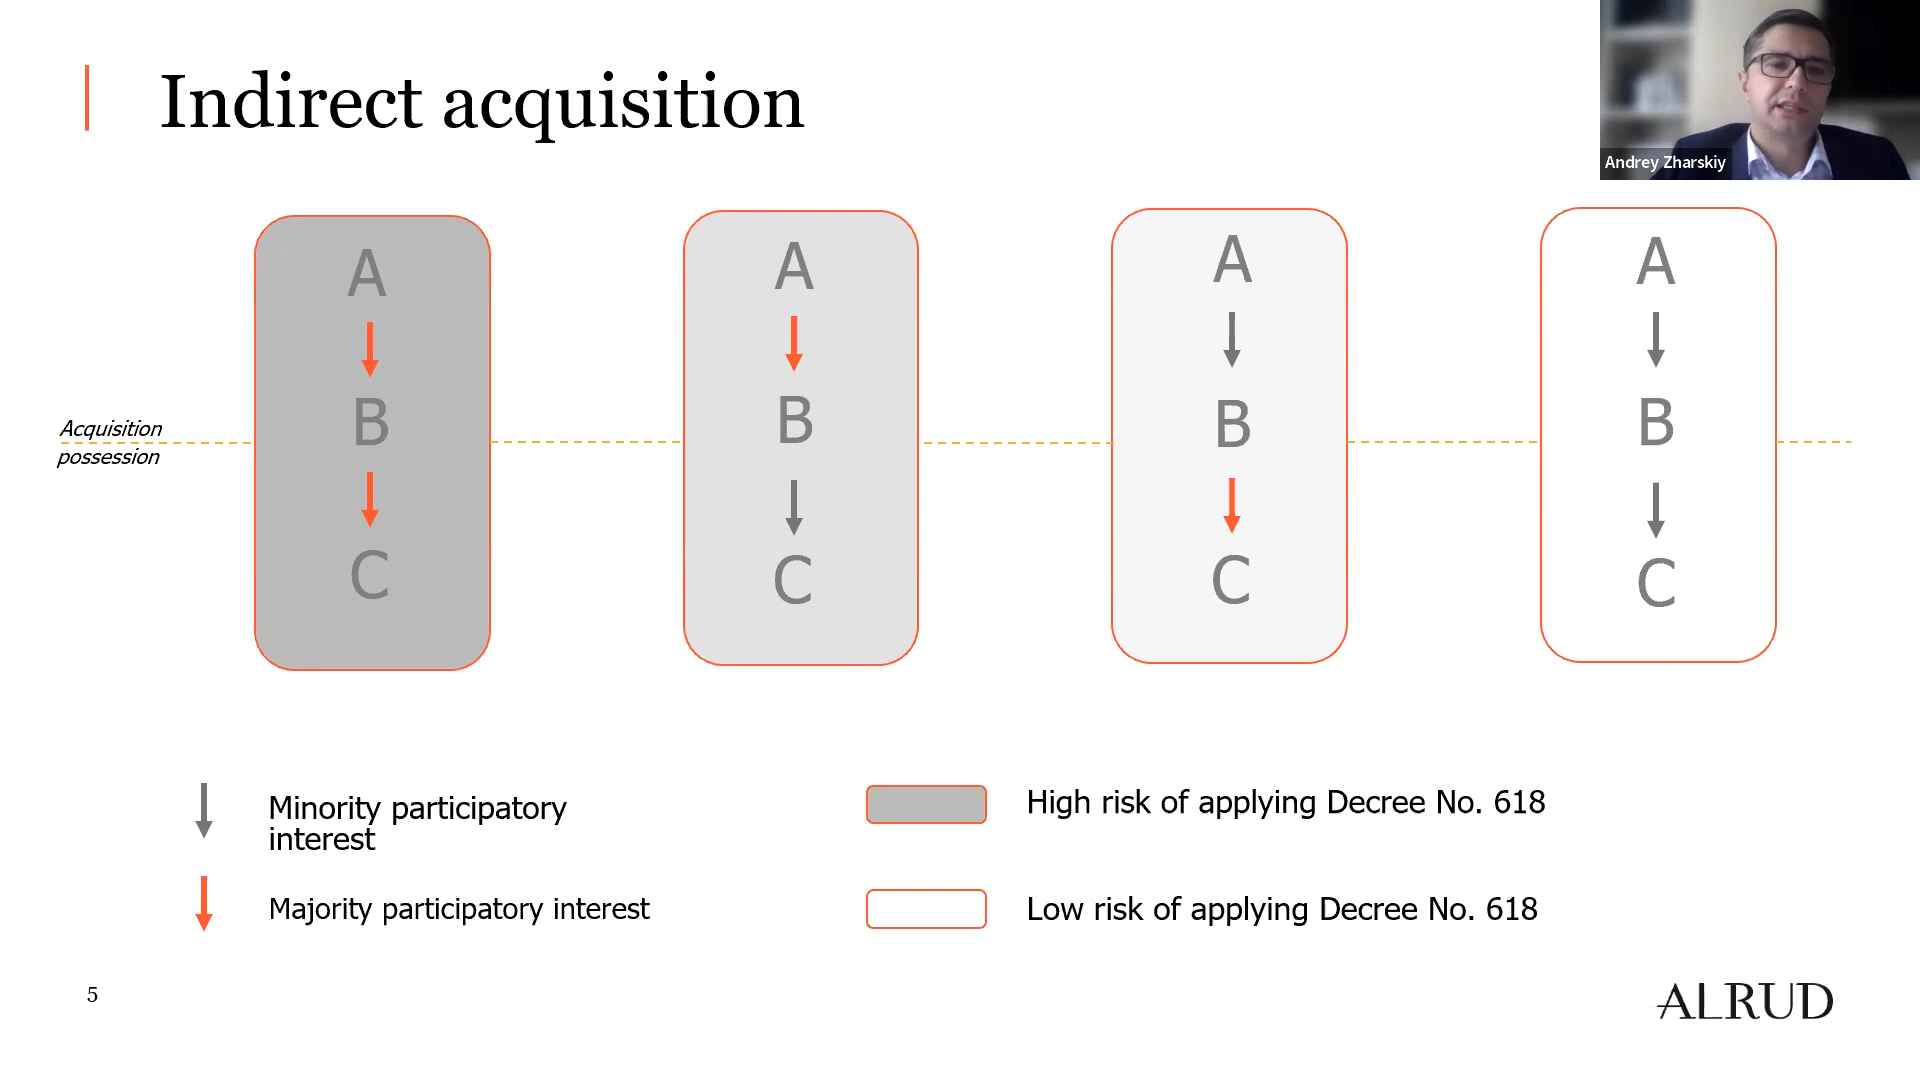 Indirect acquisition
Andrey Zharskiy
A
A
A
A
B
B
B
B
Acquisition
possession
C
C
C
C
Minority participatory
interest
High risk of applying Decree No. 618
Majority participatory interest
Low risk of applying Decree No. 618
5
ALRUD